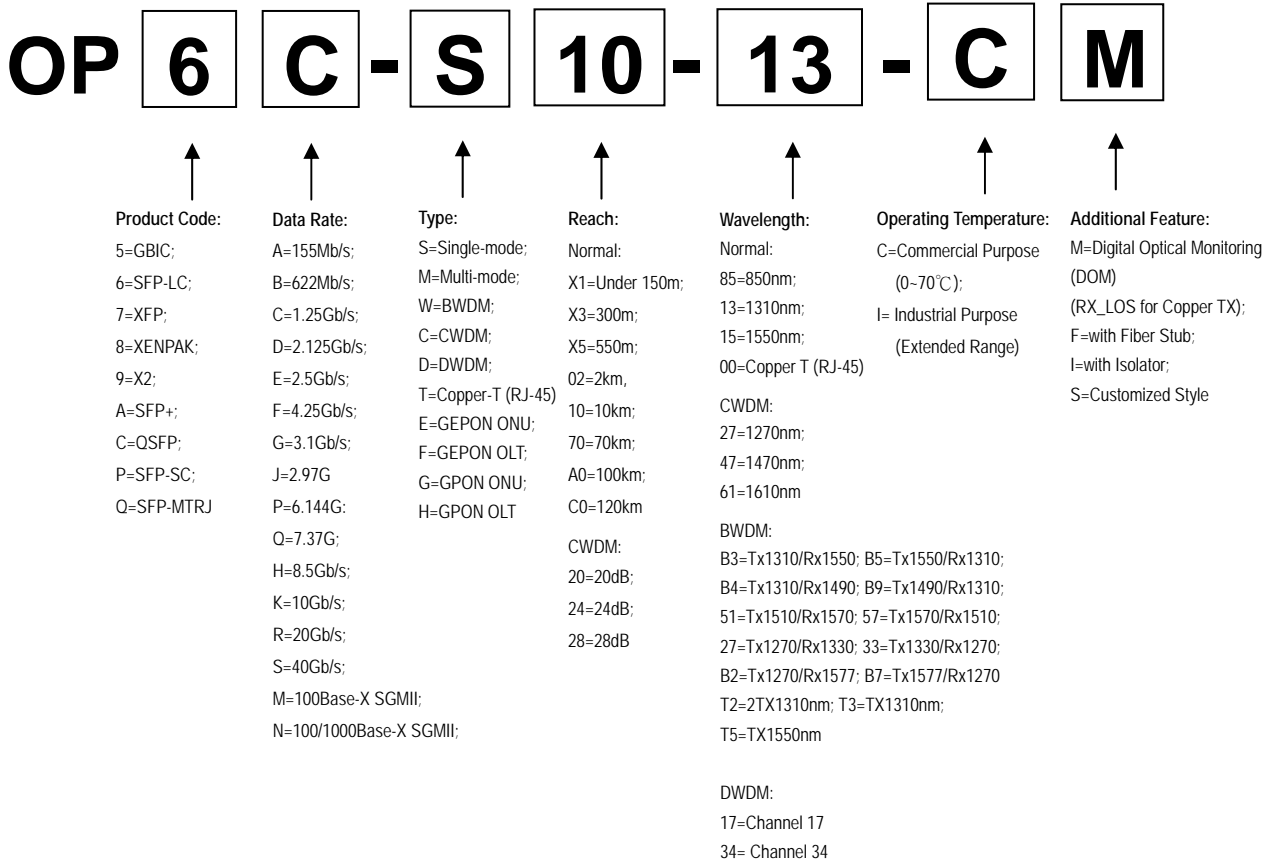 OP 6 C - S 10 - 13 - C M
Product Code:
5=GBIC;
6=SFP-LC;
7=XFP;
8=XENPAK;
9=X2;
A=SFP+;
C=QSFP;
P=SFP-SC;
Q=SFP-MTRJ
Data Rate:
A=155Mb/s;
B=622Mb/s;
C=1.25Gb/s;
D=2.125Gb/s;
E=2.5Gb/s;
F=4.25Gb/s;
G=3.1Gb/s;
J=2.97G
P=6.144G:
Q=7.37G;
H=8.5Gb/s;
K=10Gb/s;
R=20Gb/s;
S=40Gb/s;
M=100Base-X SGMII;
N=100/1000Base-X SGMII;
Type:
S=Single-mode;
M=Multi-mode;
W=BWDM;
C=CWDM;
D=DWDM;
T=Copper-T (RJ-45)
E=GEPON ONU;
F=GEPON OLT;
G=GPON ONU;
H=GPON OLT
Reach:
Normal:
X1=Under 150m;
X3=300m;
X5=550m;
02=2km,
10=10km;
70=70km;
A0=100km;
C0=120km
CWDM:
20=20dB;
24=24dB;
28=28dB
Wavelength:
Normal:
85=850nm;
13=1310nm;
15=1550nm;
00=Copper T (RJ-45)
CWDM:
27=1270nm;
47=1470nm;
61=1610nm
BWDM:
B3=Tx1310/Rx1550; B5=Tx1550/Rx1310;
B4=Tx1310/Rx1490; B9=Tx1490/Rx1310;
51=Tx1510/Rx1570; 57=Tx1570/Rx1510;
27=Tx1270/Rx1330; 33=Tx1330/Rx1270;
B2=Tx1270/Rx1577; B7=Tx1577/Rx1270
T2=2TX1310nm; T3=TX1310nm;
T5=TX1550nm
DWDM:
17=Channel 17
34= Channel 34
Operating Temperature:
C=Commercial Purpose
(0~70℃);
I= Industrial Purpose
(Extended Range)
Additional Feature:
M=Digital Optical Monitoring
(DOM)
(RX_LOS for Copper TX);
F=with Fiber Stub;
I=with Isolator;
S=Customized Style